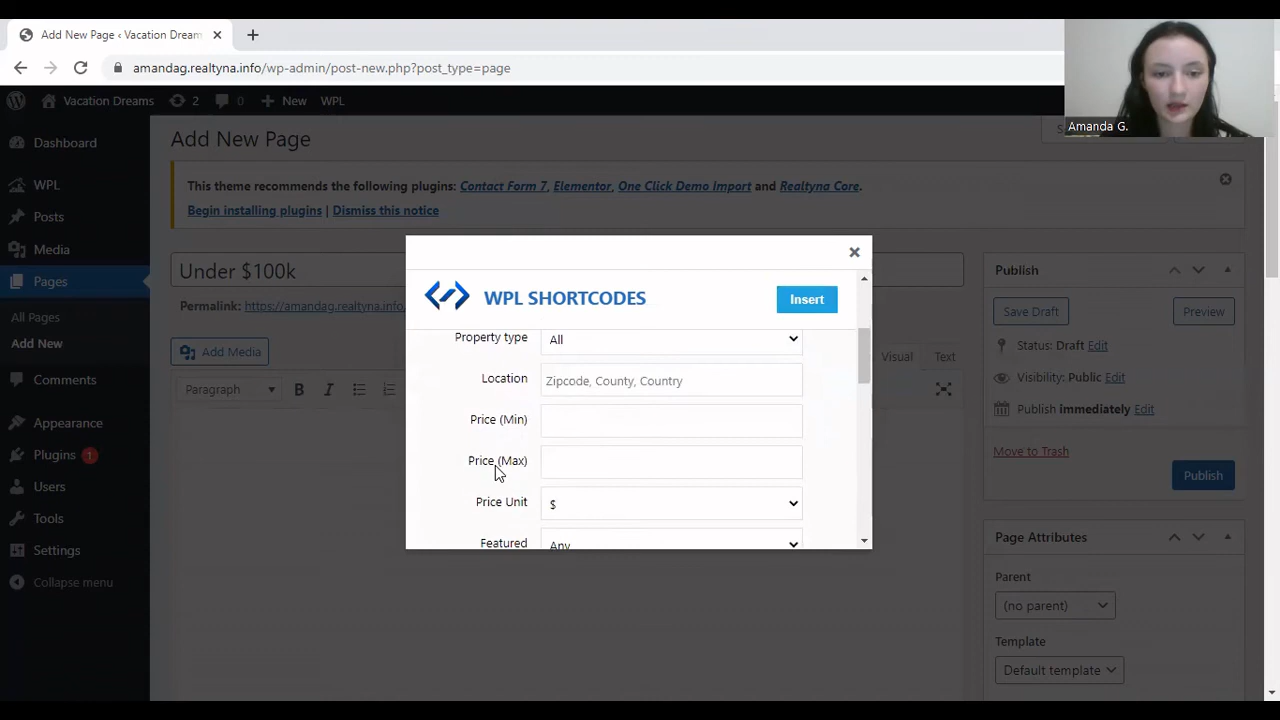 Add New Page ‹ Vacation Dream
amandag.realtyna.info/wp-admin/post-new.php?post_type=page
Amanda G.
Vacation Dreams
2
0
New
WPL
Dashboard
WPL
Posts
Media
Pages
All Pages
Add New
Comments
Appearance
Plugins 1
Users
Tools
Settings
Collapse menu
Add New Page
This theme recommends the following plugins: Contact Form 7, Elementor, One Click Demo Import and Realtyna Core.
Begin installing plugins | Dismiss this notice
Under $100k
Permalink: https://amandag.realtyna.info
Add Media
Visual
Text
Paragraph
B
I
WPL SHORTCODES
Insert
Property type
All
Location
Zipcode, County, Country
Price (Min)
Price (Max)
Price Unit
$
Featured
Any
Publish
Save Draft
Preview
Status: Draft Edit
Visibility: Public Edit
Publish immediately Edit
Move to Trash
Publish
Page Attributes
Parent
(no parent)
Template
Default template